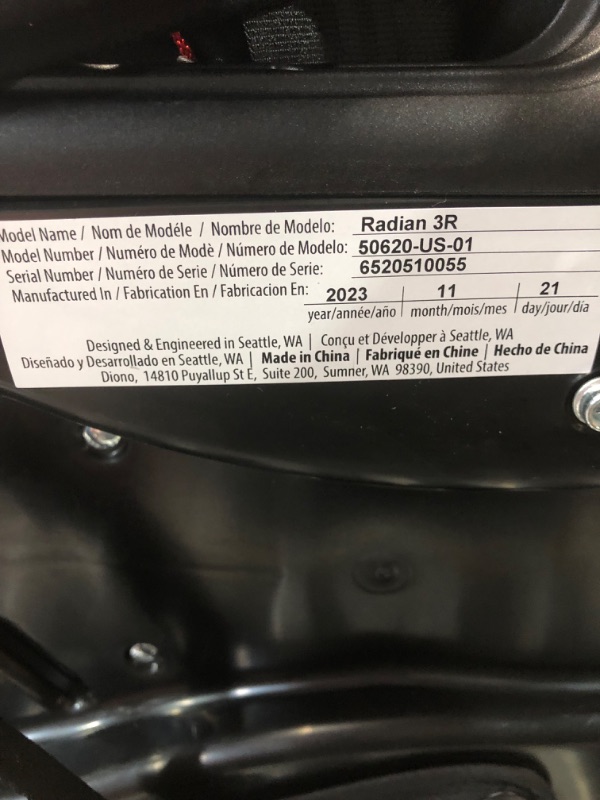 Model Name / Nom de Modéle / Nombre de Modelo: Radian 3R
Model Number / Numéro de Modè / Número de Modelo: 50620-US-01
Serial Number / Numéro de Serie / Número de Serie: 6520510055
Manufactured In / Fabrication En / Fabricacion En: 2023 | 11 | 21
year/année/año | month/mois/mes | day/jour/día
Designed & Engineered in Seattle, WA | Conçu et Développer à Seattle, WA
Diseñado y Desarrollado en Seattle, WA | Made in China | Fabriqué en Chine | Hecho de China
Diono, 14810 Puyallup St E, Suite 200, Sumner, WA 98390, United States